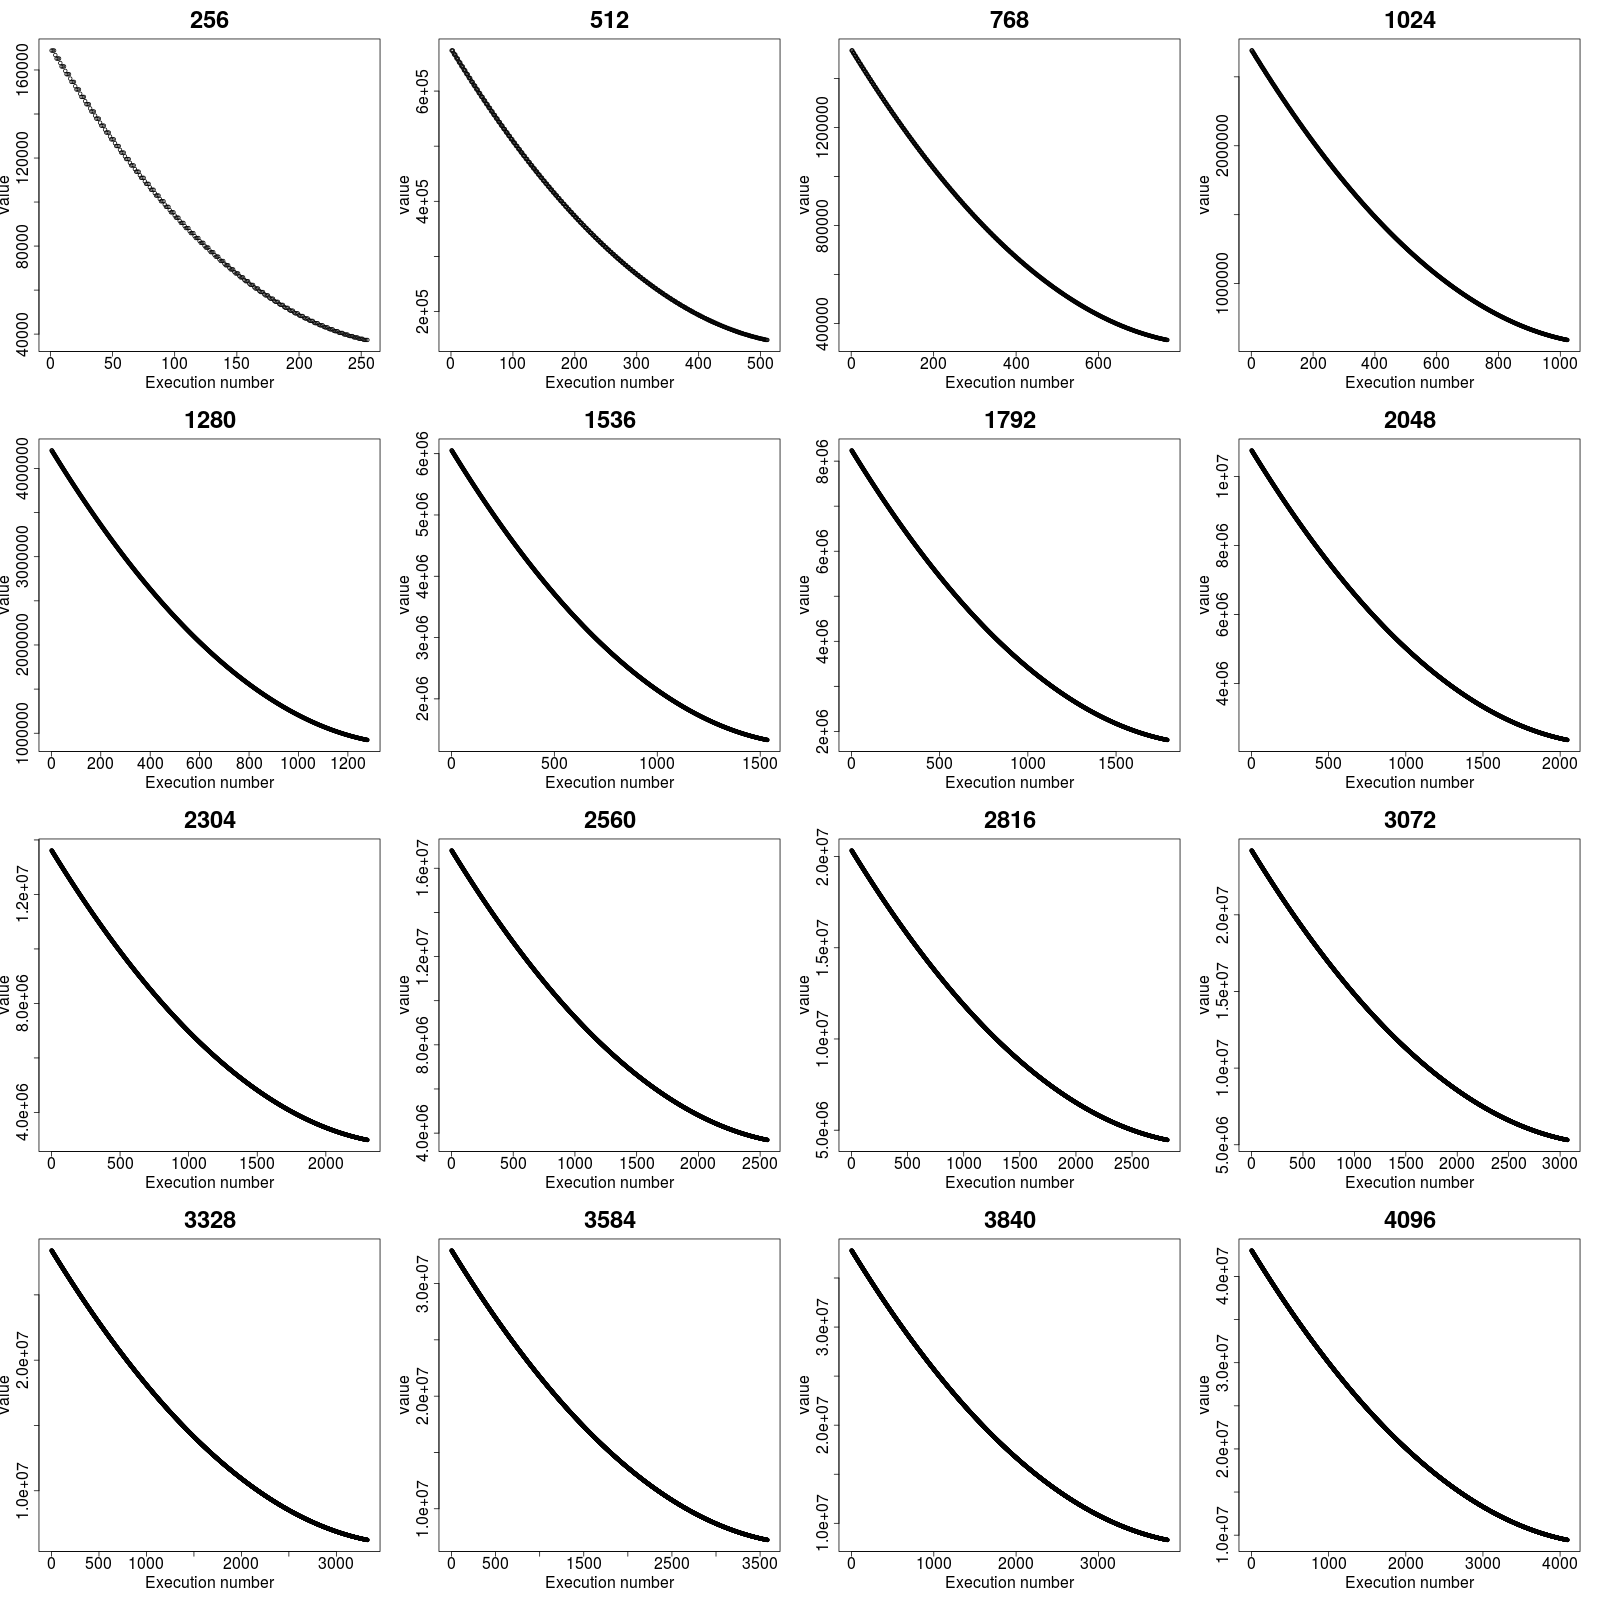 256
value
40000 80000 120000 160000
0 50 100 150 200 250
Execution number
512
value
2e+05 4e+05 6e+05
0 100 200 300 400 500
Execution number
768
value
400000 800000 1200000
0 200 400 600
Execution number
1024
value
1000000 2000000
0 200 400 600 800 1000
Execution number
1280
value
1000000 2000000 3000000 4000000
0 200 400 600 800 1000 1200
Execution number
1536
value
2e+06 3e+06 4e+06 5e+06 6e+06
0 500 1000 1500
Execution number
1792
value
2e+06 4e+06 6e+06 8e+06
0 500 1000 1500
Execution number
2048
value
4e+06 6e+06 8e+06 1e+07
0 500 1000 1500 2000
Execution number
2304
value
4.0e+06 8.0e+06 1.2e+07
0 500 1000 1500 2000
Execution number
2560
value
4.0e+06 8.0e+06 1.2e+07 1.6e+07
0 500 1000 1500 2000 2500
Execution number
2816
value
5.0e+06 1.0e+07 1.5e+07 2.0e+07
0 500 1000 1500 2000 2500
Execution number
3072
value
5.0e+06 1.0e+07 1.5e+07 2.0e+07
0 500 1000 1500 2000 2500 3000
Execution number
3328
value
1.0e+07 2.0e+07
0 500 1000 2000 3000
Execution number
3584
value
1.0e+07 2.0e+07 3.0e+07
0 500 1500 2500 3500
Execution number
3840
value
1.0e+07 2.0e+07 3.0e+07
0 1000 2000 3000
Execution number
4096
value
1.0e+07 2.0e+07 3.0e+07 4.0e+07
0 1000 2000 3000 4000
Execution number